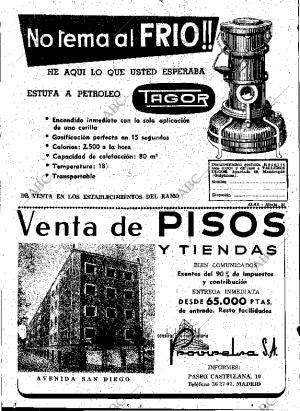 No tema al FRIO!!
HE AQUI LO QUE USTED ESPERABA
ESTUFA A PETROLEO
TAGOR
• Encendido inmediato con la sola aplicación
de una cerilla
• Gasificación perfecta en 15 segundos
• Calorías: 2.500 a la hora
• Capacidad de calefacción: 80 m³
• Temperatura: 18
• Transportable
DE VENTA EN LOS ESTABLECIMIENTOS DEL RAMO
Venta de PISOS
Y TIENDAS
BIEN COMUNICADOS
Exentos del 90 % de impuestos
y contribución
ENTREGA INMEDIATA
DESDE 65.000 PTAS.
de entrada. Resto facilidades
S.A.
INFORMES:
AVENIDA SAN DIEGO
PASEO CASTELLANA, 10
MADRID